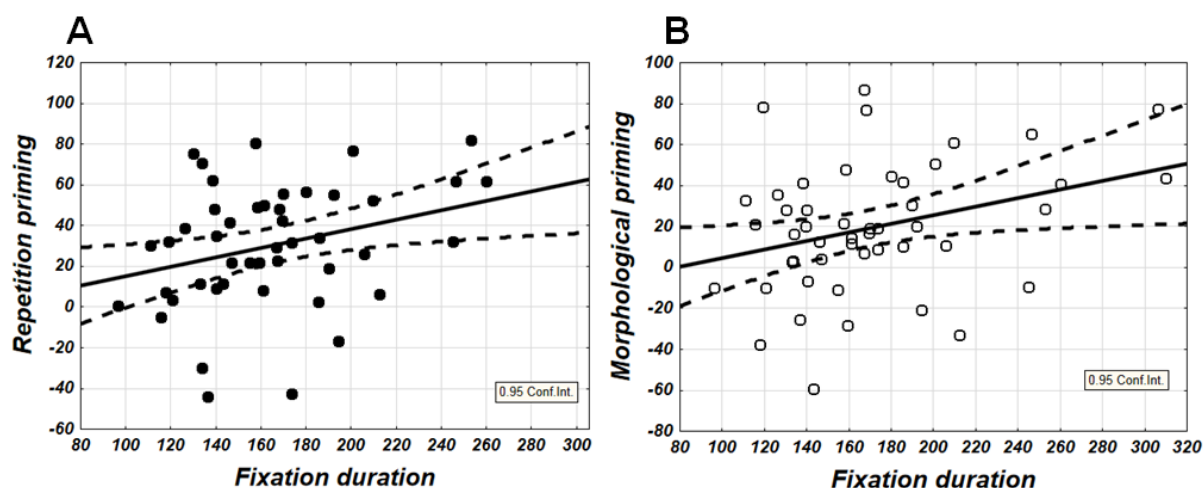 A
Repetition priming
120
100
80
60
40
20
0
-20
-40
-60
80 100 120 140 160 180 200 220 240 260 280 300
Fixation duration
0.95 Conf.Int.
B
Morphological priming
100
80
60
40
20
0
-20
-40
-60
-80
80 100 120 140 160 180 200 220 240 260 280 300 320
Fixation duration
0.95 Conf.Int.